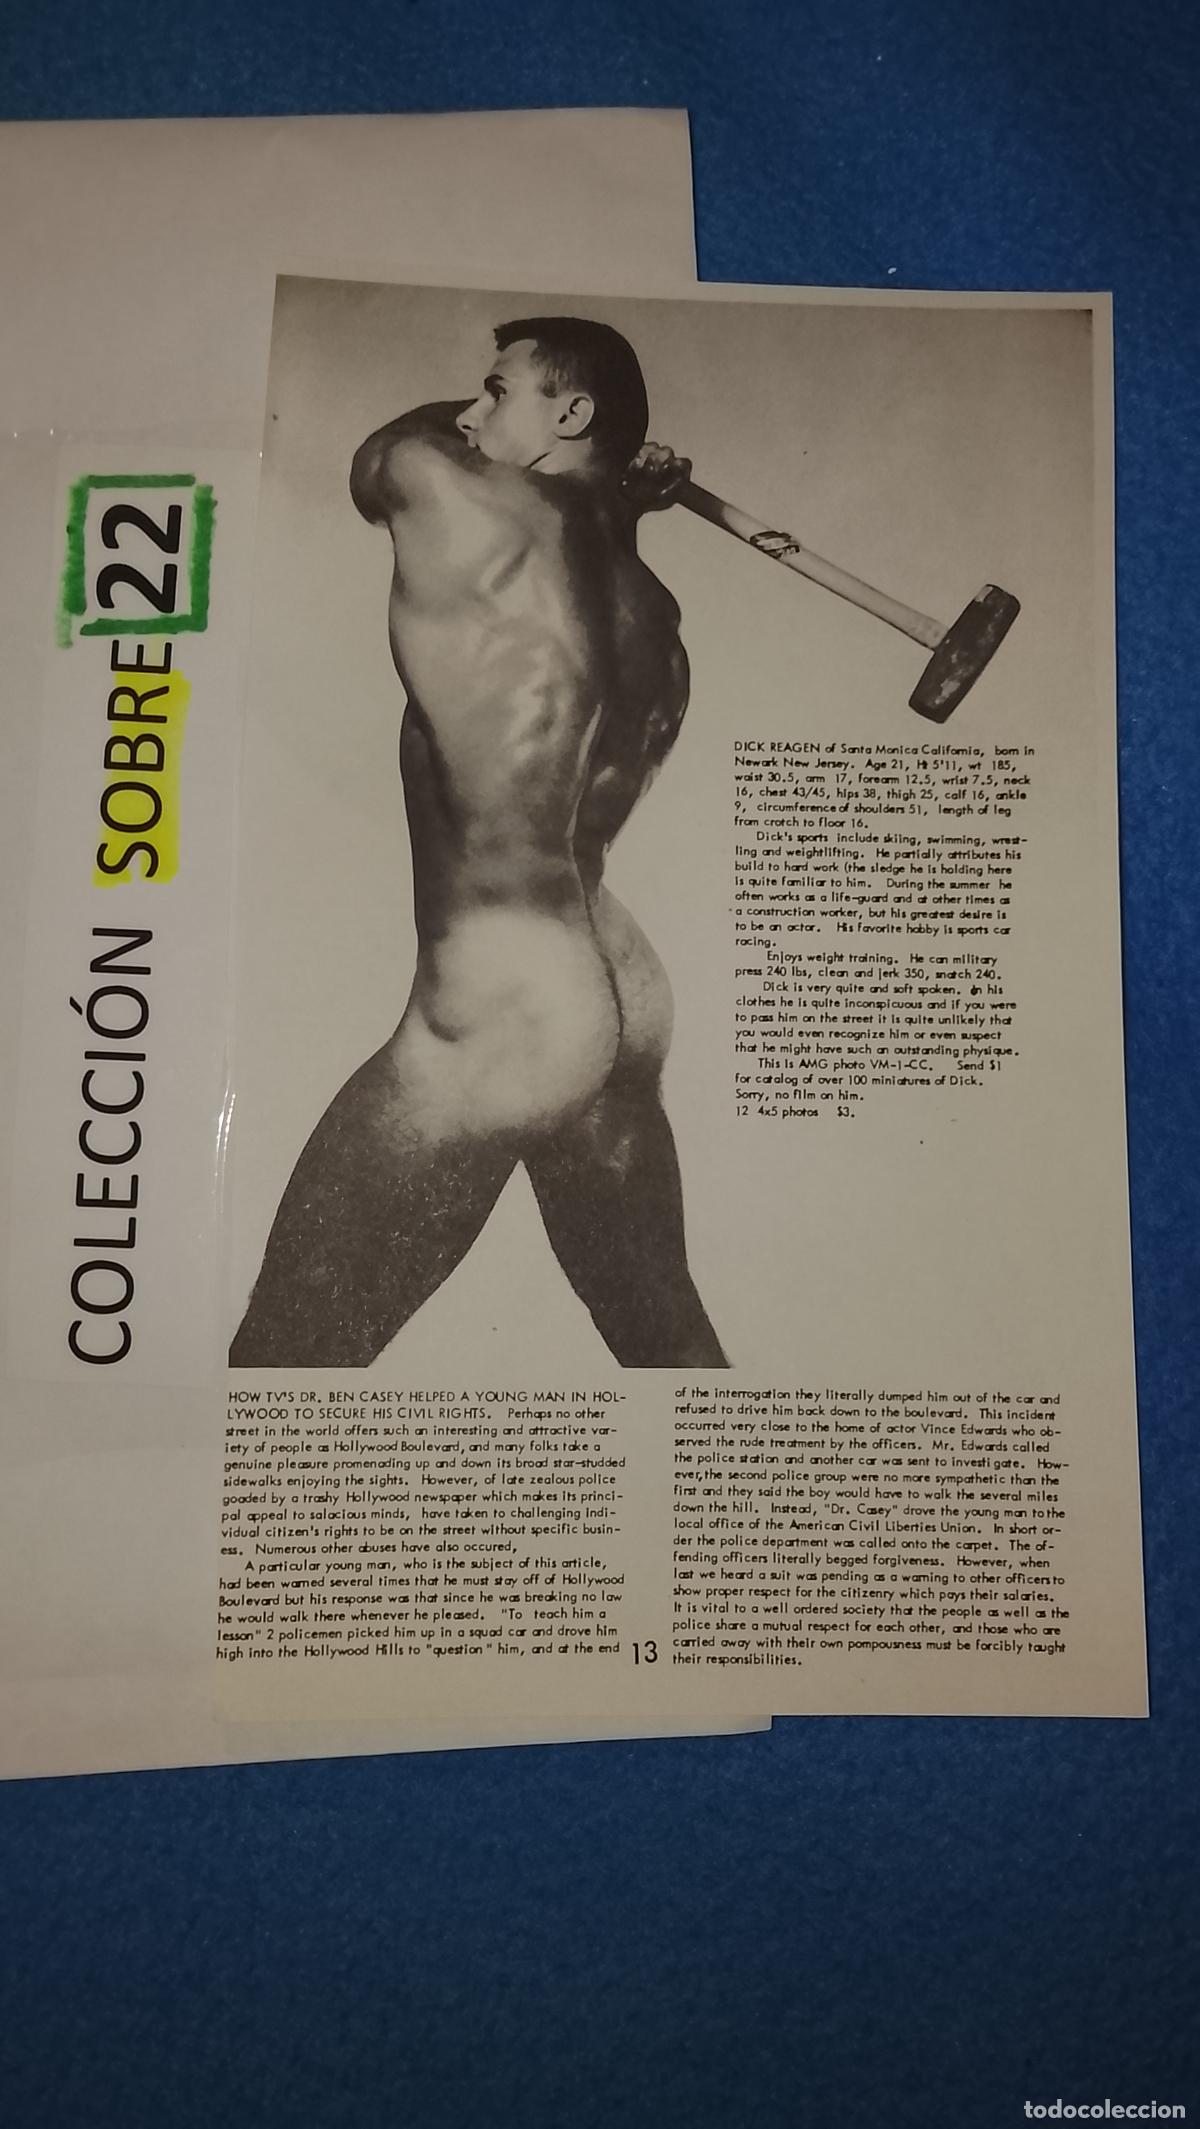 COLECCIÓN SOBRE 22
DICK REAGEN of Santa Monica California, born in
Newark New Jersey. Age 21, Ht 5'11, wt 185,
waist 30.5, arm 17, forearm 12.5, wrist 7.5, neck
16, chest 43/45, hips 38, thigh 25, calf 16, ankle
9, circumference of shoulders 51, length of leg
from crotch to floor 16.
Dick's sports include skiing, swimming, wrest-
ling and weightlifting. He partially attributes his
build to hard work (the sledge he is holding here
is quite familiar to him. During the summer he
often works as a life-guard and at other times as
a construction worker, but his greatest desire is
to be an actor. His favorite hobby is sports car
racing.
Enjoys weight training. He can military
press 240 lbs, clean and jerk 350, snatch 240.
Dick is very quite and soft spoken. In his
clothes he is quite inconspicuous and if you were
to pass him on the street it is quite unlikely that
you would even recognize him or even suspect
that he might have such an outstanding physique.
This is AMG photo VM-1-CC. Send $1
for catalog of over 100 miniatures of Dick.
Sorry, no film on him.
12 4x5 photos $3.
HOW TV'S DR. BEN CASEY HELPED A YOUNG MAN IN HOL-
LYWOOD TO SECURE HIS CIVIL RIGHTS. Perhaps no other
street in the world offers such an interesting and attractive var-
iety of people as Hollywood Boulevard, and many folks take a
genuine pleasure promenading up and down its broad star-studded
sidewalks enjoying the sights. However, of late zealous police
goaded by a trashy Hollywood newspaper which makes its princi-
pal appeal to salacious minds, have taken to challenging indi-
vidual citizen's rights to be on the street without specific busin-
ess. Numerous other abuses have also occured,
A particular young man, who is the subject of this article,
had been warned several times that he must stay off of Hollywood
Boulevard but his response was that since he was breaking no law
he would walk there whenever he pleased. "To teach him a
lesson" 2 policemen picked him up in a squad car and drove him
high into the Hollywood Hills to "question" him, and at the end
of the interrogation they literally dumped him out of the car and
refused to drive him back down to the boulevard. This incident
occurred very close to the home of actor Vince Edwards who ob-
served the rude treatment by the officers. Mr. Edwards called
the police station and another car was sent to investigate. How-
ever, the second police group were no more sympathetic than the
first and they said the boy would have to walk the several miles
down the hill. Instead, "Dr. Casey" drove the young man to the
local office of the American Civil Liberties Union. In short or-
der the police department was called onto the carpet. The of-
fending officers literally begged forgiveness. However, when
last we heard a suit was pending as a warning to other officers to
show proper respect for the citizenry which pays their salaries.
It is vital to a well ordered society that the people as well as the
police share a mutual respect for each other, and those who are
carried away with their own pompousness must be forcibly taught
their responsibilities.
13
todocoleccion